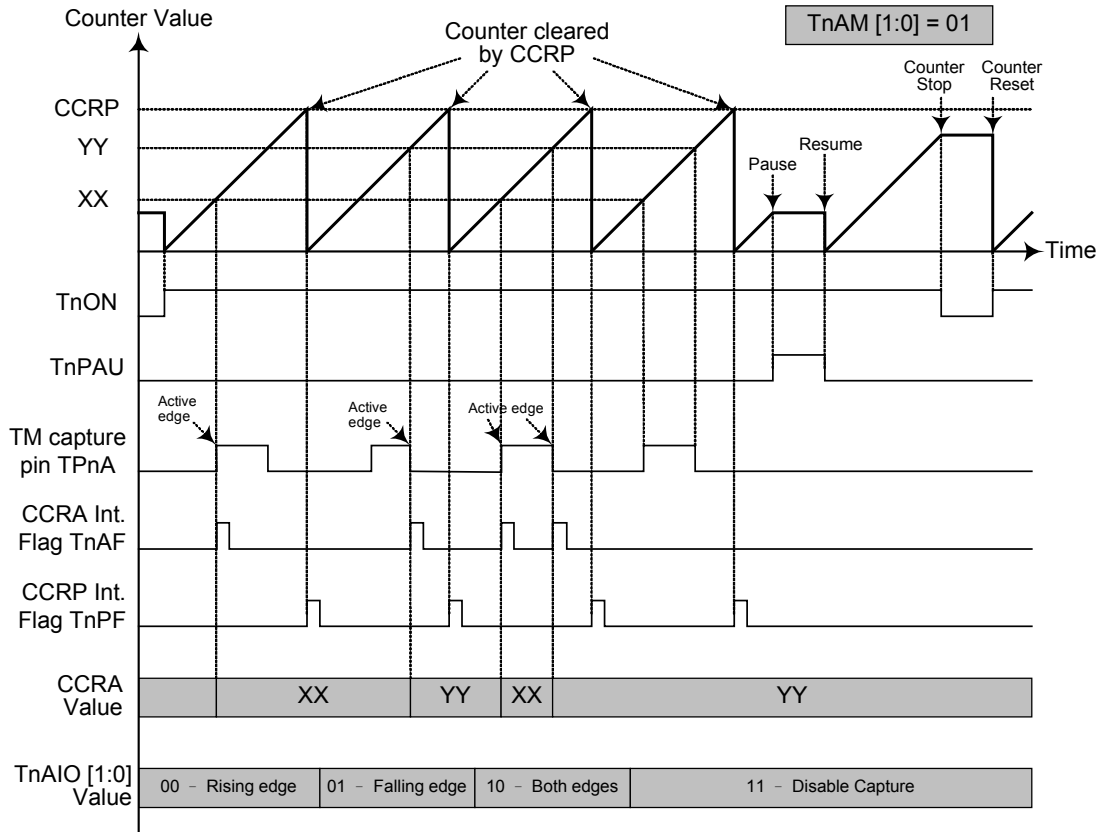 Counter Value
TnAM [1:0] = 01
Counter cleared
by CCRP
Counter
Stop
Counter
Reset
CCRP
YY
XX
Pause
Resume
Time
TnON
TnPAU
Active
edge
Active
edge
Active edge
TM capture
pin TPnA
CCRA Int.
Flag TnAF
CCRP Int.
Flag TnPF
CCRA
Value
XX
YY
XX
YY
TnAIO [1:0]
Value
00 – Rising edge
01 – Falling edge
10 – Both edges
11 – Disable Capture